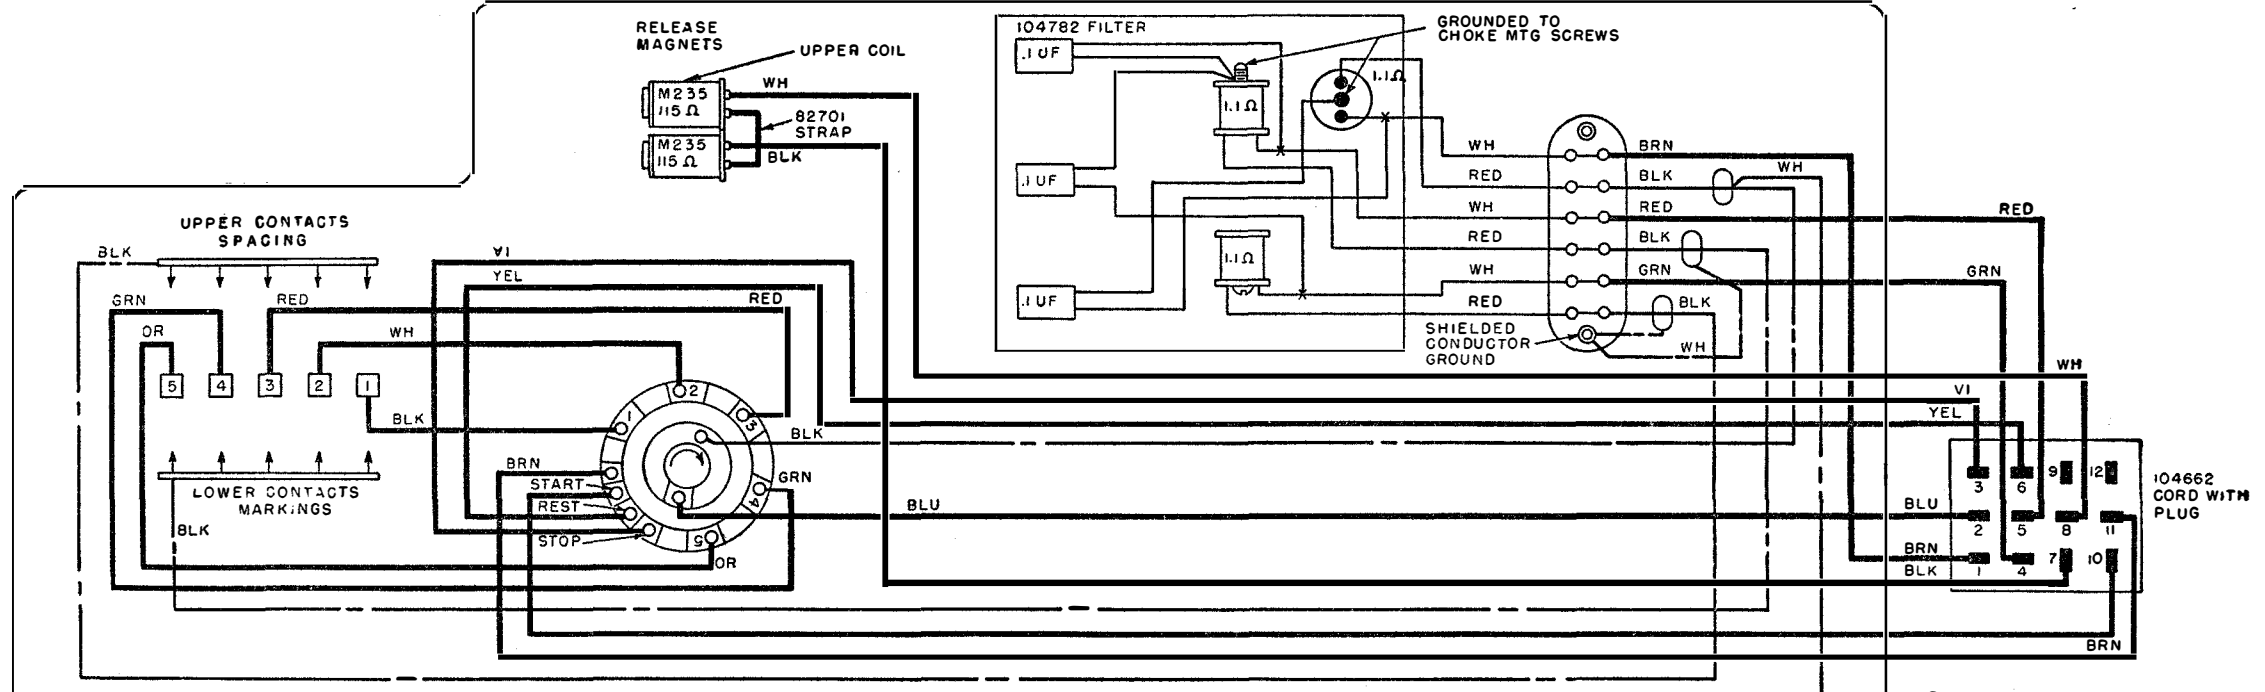 RELEASE
MAGNETS
UPPER COIL
WH
M235
115 Ω
82701
STRAP
M235
115 Ω
BLK
104782 FILTER
.1 UF
1.1 Ω
1.1 Ω
GROUNDED TO
CHOKE MTG SCREWS
.1 UF
1.1 Ω
.1 UF
WH
RED
WH
RED
WH
RED
BRN
BLK
WH
RED
RED
BLK
GRN
GRN
BLK
WH
SHIELDED
CONDUCTOR
GROUND
UPPER CONTACTS
SPACING
BLK
VI
YEL
GRN
RED
RED
OR
WH
5
4
3
2
1
BLK
LOWER CONTACTS
MARKINGS
BLK
BRN
START
REST
STOP
1
2
3
4
5
BLK
GRN
OR
BLU
WH
VI
YEL
BLU
BRN
BLK
3
6
9
12
2
5
8
11
1
4
7
10
BRN
104662
CORD WITH
PLUG